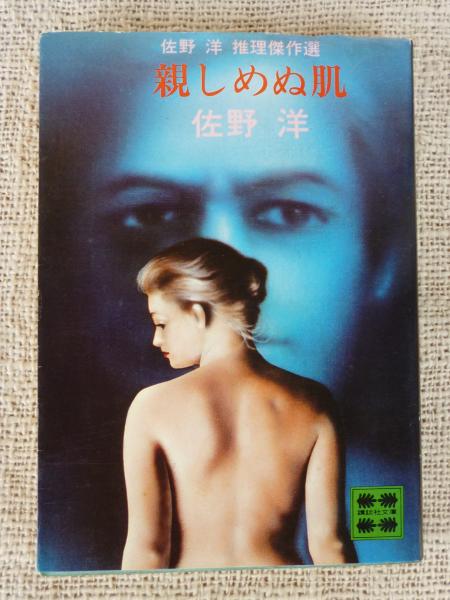 佐野 洋 推理傑作選
親しめぬ肌
佐野 洋
講談社文庫